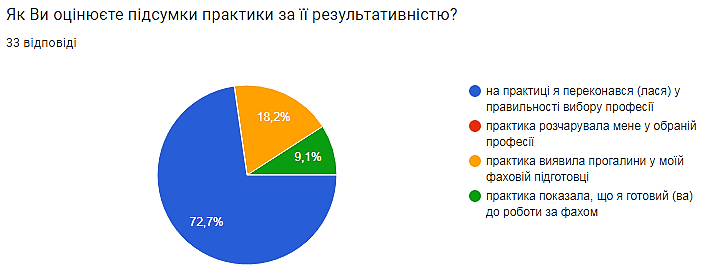 Як Ви оцінюєте підсумки практики за її результативністю?
33 відповіді
на практиці я переконався (лася) у
правильності вибору професії
практика розчарувала мене у обраній
професії
практика виявила прогалини у моїй
фаховій підготовці
практика показала, що я готовий (ва)
до роботи за фахом
18,2%
9,1%
72,7%